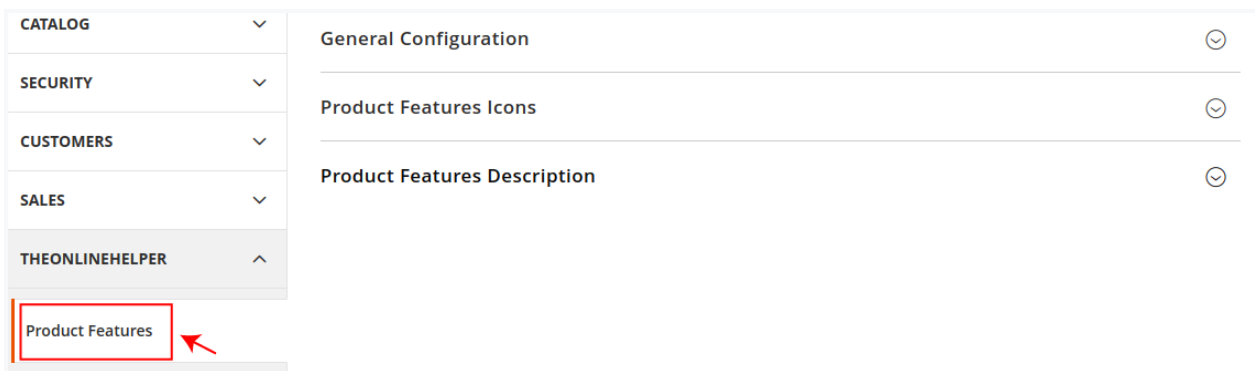 CATALOG
SECURITY
CUSTOMERS
SALES
THEONLINEHELPER
Product Features
General Configuration
Product Features Icons
Product Features Description